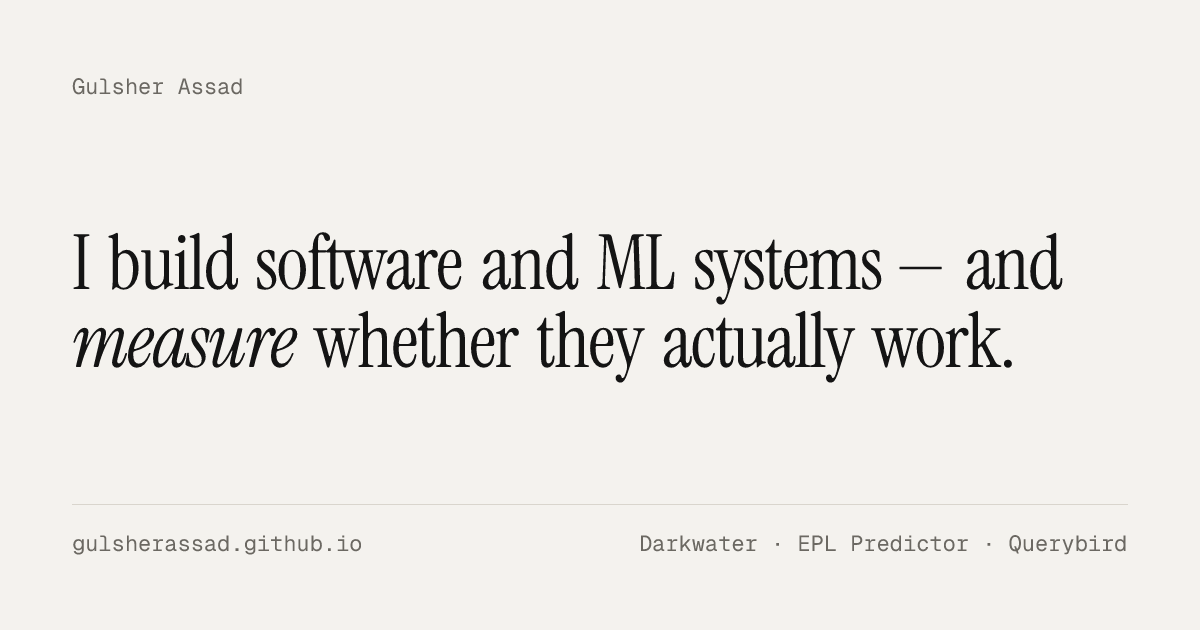 Gulsher Assad
I build software and ML systems — and
measure whether they actually work.
gulsherassad.github.io
Darkwater · EPL Predictor · Querybird